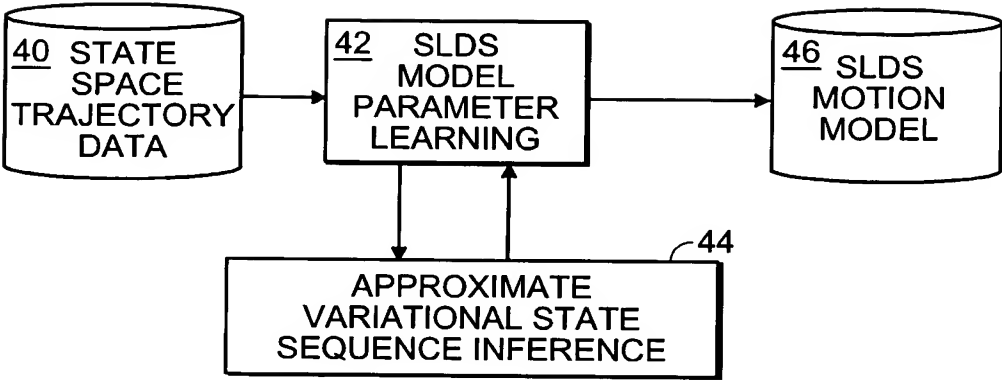 40 STATE
SPACE
TRAJECTORY
DATA
42 SLDS
MODEL
PARAMETER
LEARNING
46 SLDS
MOTION
MODEL
44
APPROXIMATE
VARIATIONAL STATE
SEQUENCE INFERENCE